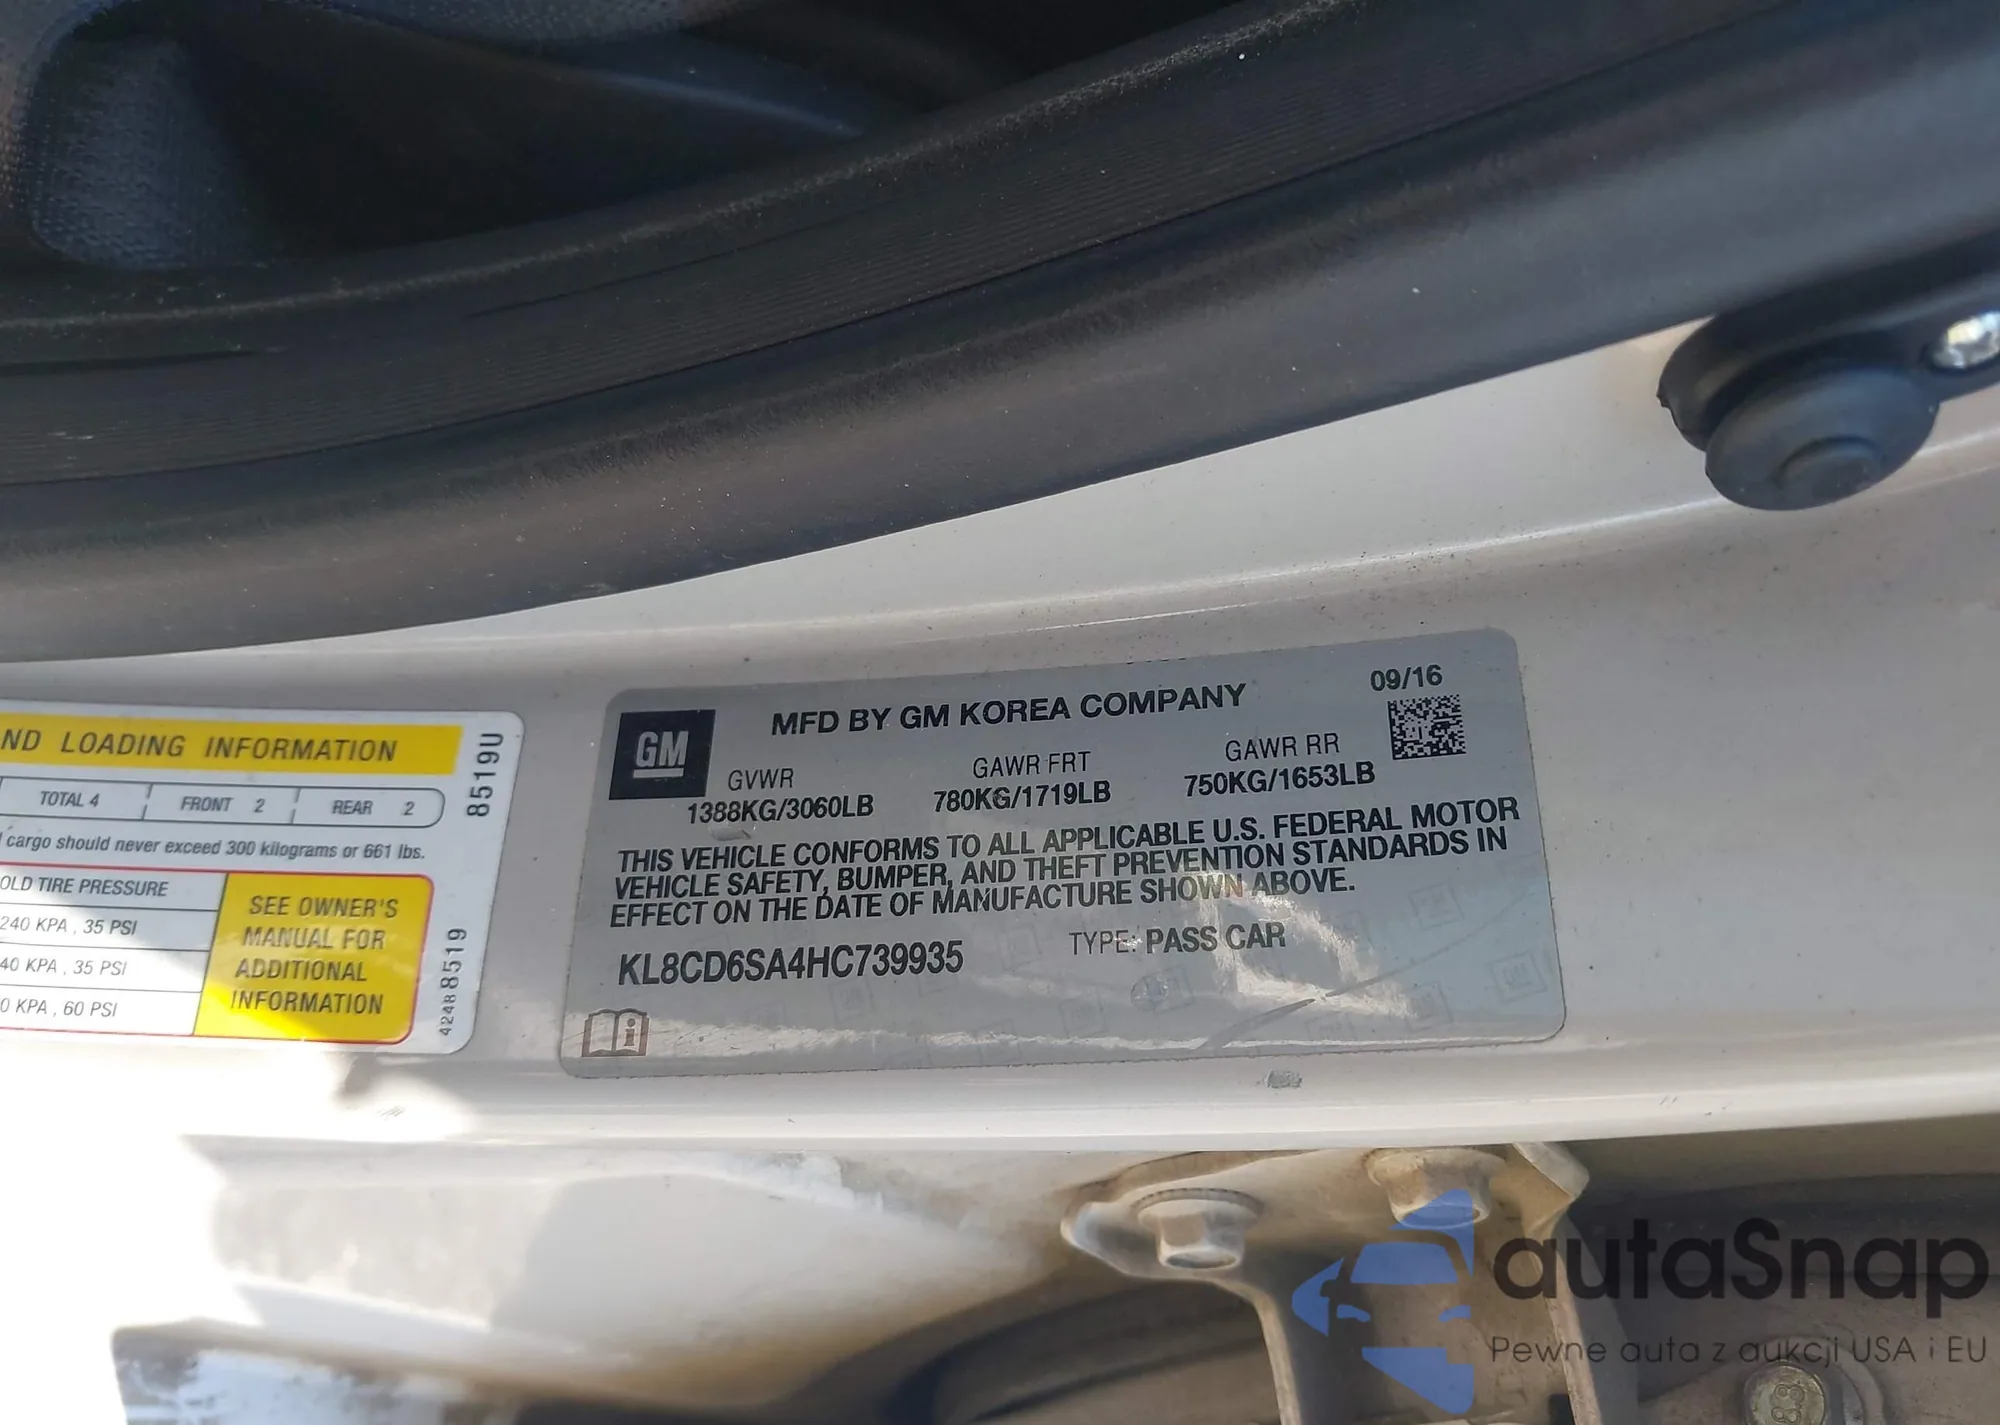 ND LOADING INFORMATION
TOTAL 4 FRONT 2 REAR 2
cargo should never exceed 300 kilograms or 661 lbs.
OLD TIRE PRESSURE
240 KPA , 35 PSI
40 KPA , 35 PSI
0 KPA , 60 PSI
SEE OWNER'S
MANUAL FOR
ADDITIONAL
INFORMATION
8519U
42488519
09/16
GM
MFD BY GM KOREA COMPANY
GVWR GAWR FRT GAWR RR
1388KG/3060LB 780KG/1719LB 750KG/1653LB
THIS VEHICLE CONFORMS TO ALL APPLICABLE U.S. FEDERAL MOTOR
VEHICLE SAFETY, BUMPER, AND THEFT PREVENTION STANDARDS IN
EFFECT ON THE DATE OF MANUFACTURE SHOWN ABOVE.
KL8CD6SA4HC739935 TYPE: PASS CAR
autaSnap
Pewne auta z aukcji USA i EU
8.8